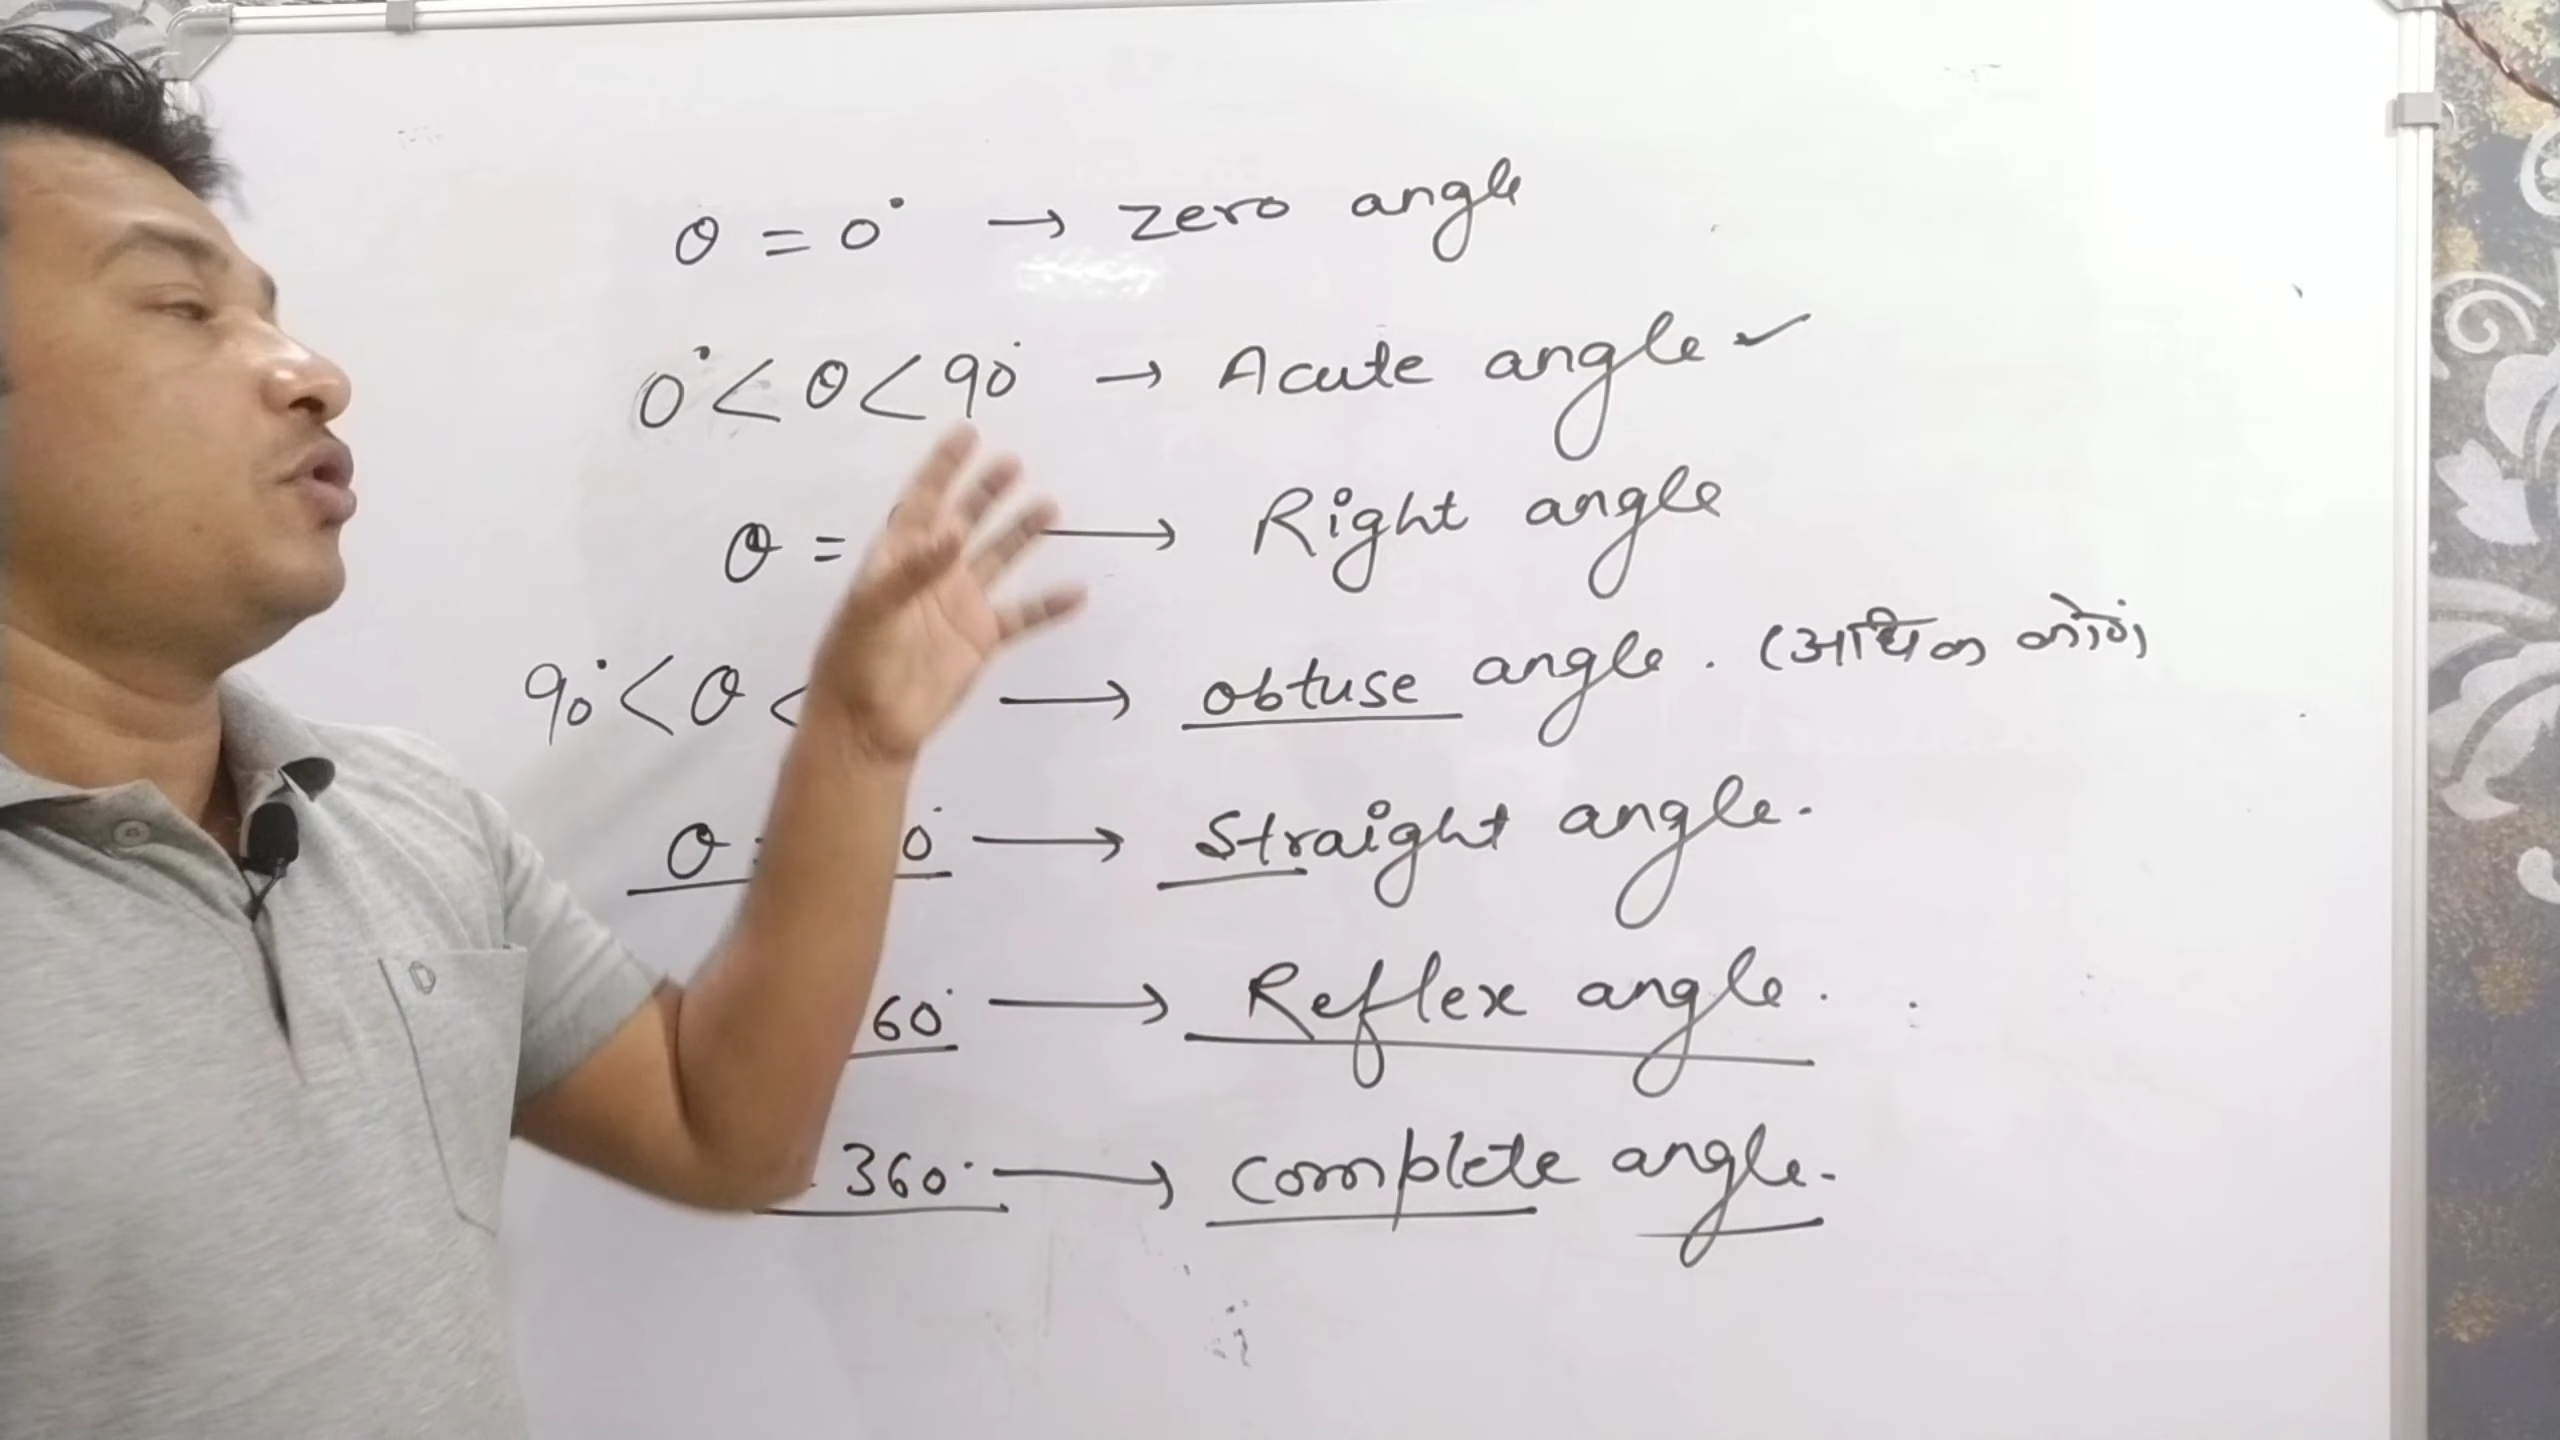 θ = 0° → zero angle
0° < θ < 90° → Acute angle ✓
θ = → Right angle
90° < θ < → obtuse angle. (अधिक कोण)
θ 0° → Straight angle.
60° → Reflex angle.
360° → complete angle.